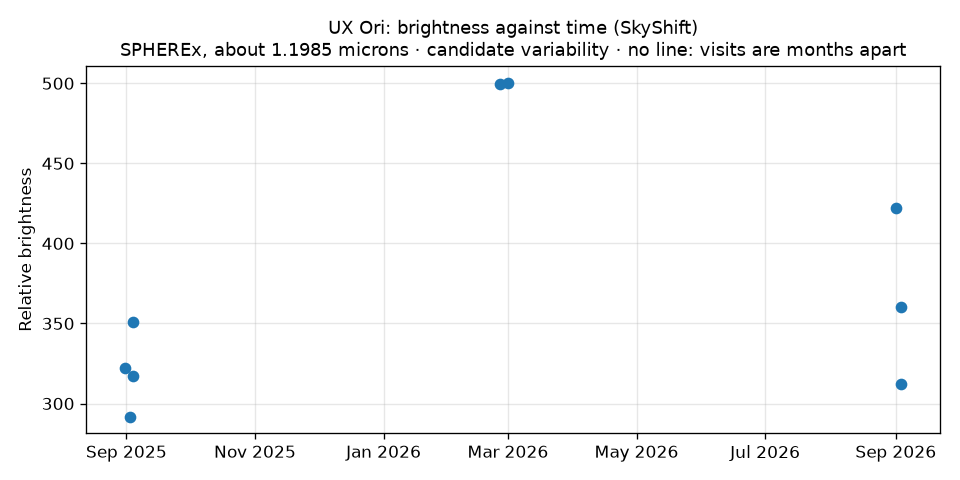 UX Ori: brightness against time (SkyShift)
SPHEREx, about 1.1985 microns · candidate variability · no line: visits are months apart
Relative brightness
500
450
400
350
300
Sep 2025 Nov 2025 Jan 2026 Mar 2026 May 2026 Jul 2026 Sep 2026